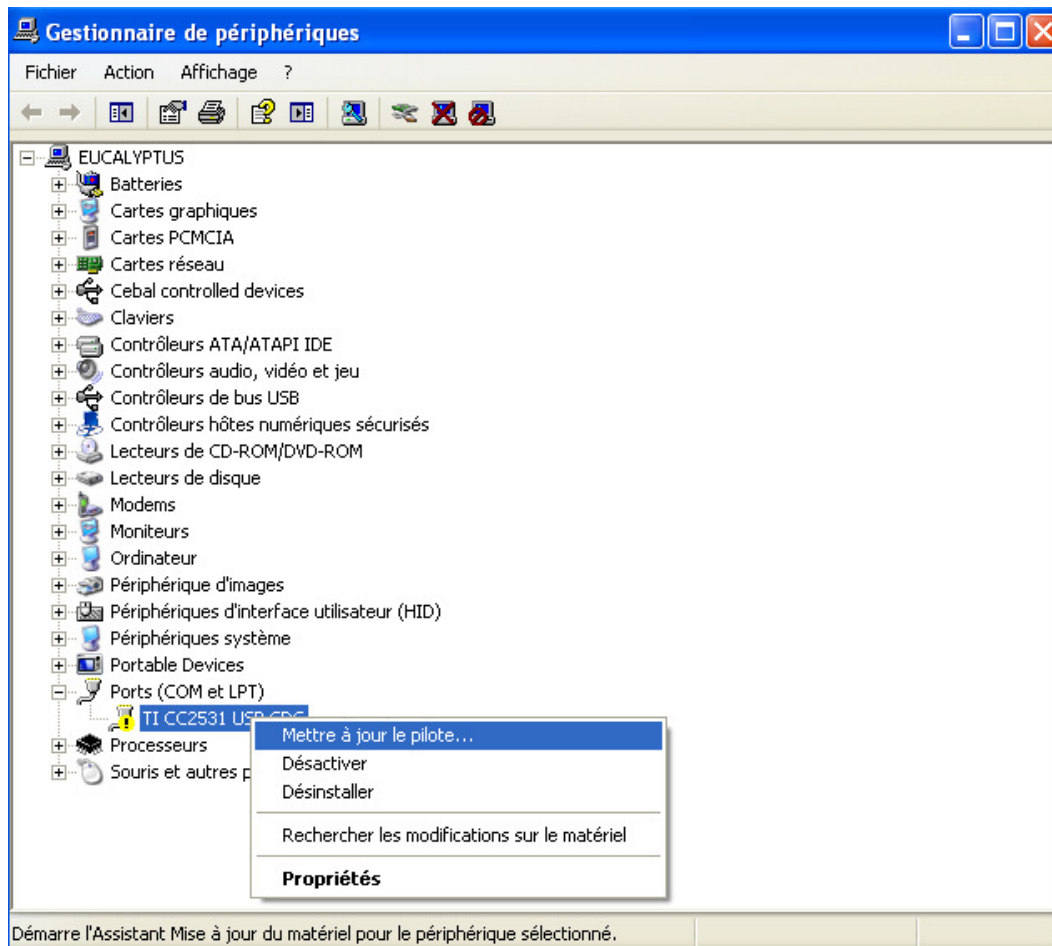 Gestionnaire de périphériques
Fichier Action Affichage ?
EUCALYPTUS
Batteries
Cartes graphiques
Cartes PCMCIA
Cartes réseau
Cebal controlled devices
Claviers
Contrôleurs ATA/ATAPI IDE
Contrôleurs audio, vidéo et jeu
Contrôleurs de bus USB
Contrôleurs hôtes numériques sécurisés
Lecteurs de CD-ROM/DVD-ROM
Lecteurs de disque
Modems
Moniteurs
Ordinateur
Périphérique d'images
Périphériques d'interface utilisateur (HID)
Périphériques système
Portable Devices
Ports (COM et LPT)
TI CC2531 USB CDC
Processeurs
Souris et autres p
Mettre à jour le pilote...
Désactiver
Désinstaller
Rechercher les modifications sur le matériel
Propriétés
Démarre l'Assistant Mise à jour du matériel pour le périphérique sélectionné.